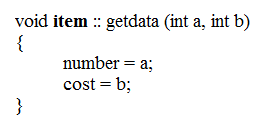 void item :: getdata (int a, int b)
{
number = a;
cost = b;
}